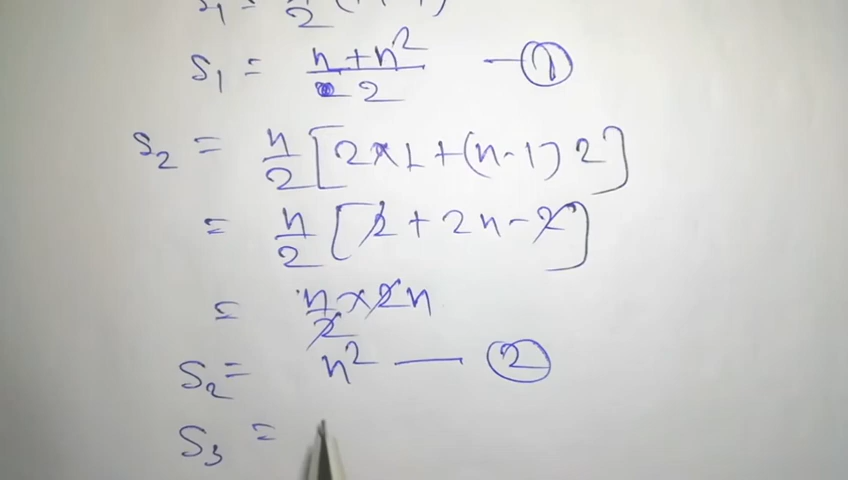 S₁ = n + n² / 2 — ①
S₂ = n/2 [2×1 + (n-1) 2]
= n/2 [2 + 2n - 2]
= n/2 × 2n
S₂ = n² — ②
S₃ =